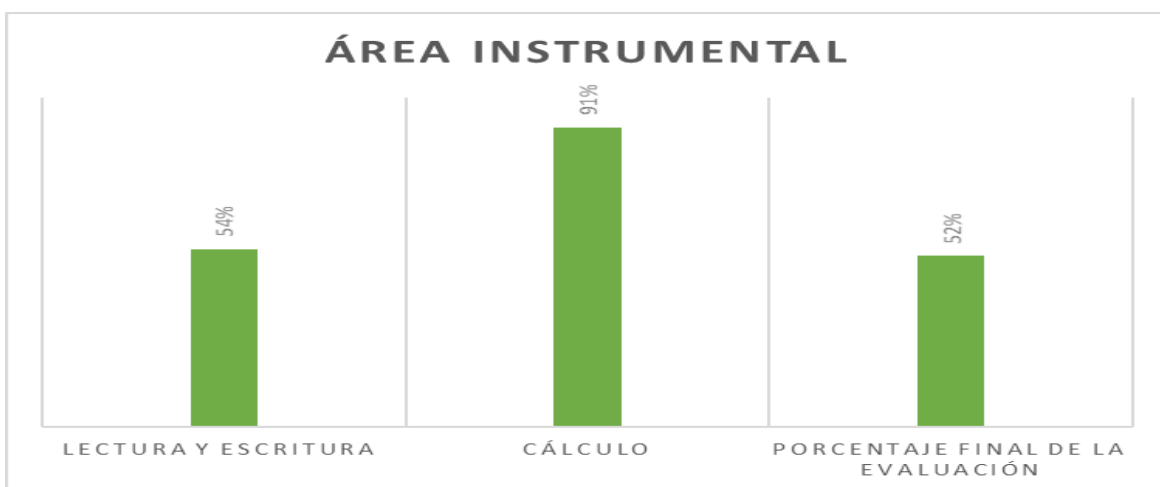 ÁREA INSTRUMENTAL
54%
91%
52%
LECTURA Y ESCRITURA
CÁLCULO
PORCENTAJE FINAL DE LA
EVALUACIÓN